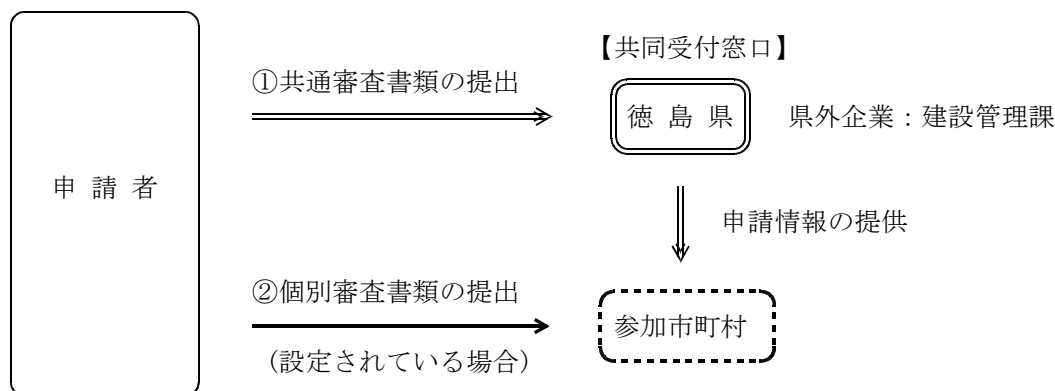 【共同受付窓口】
①共通審査書類の提出
徳 島 県
県外企業：建設管理課
申 請 者
申請情報の提供
②個別審査書類の提出
参加市町村
（設定されている場合）